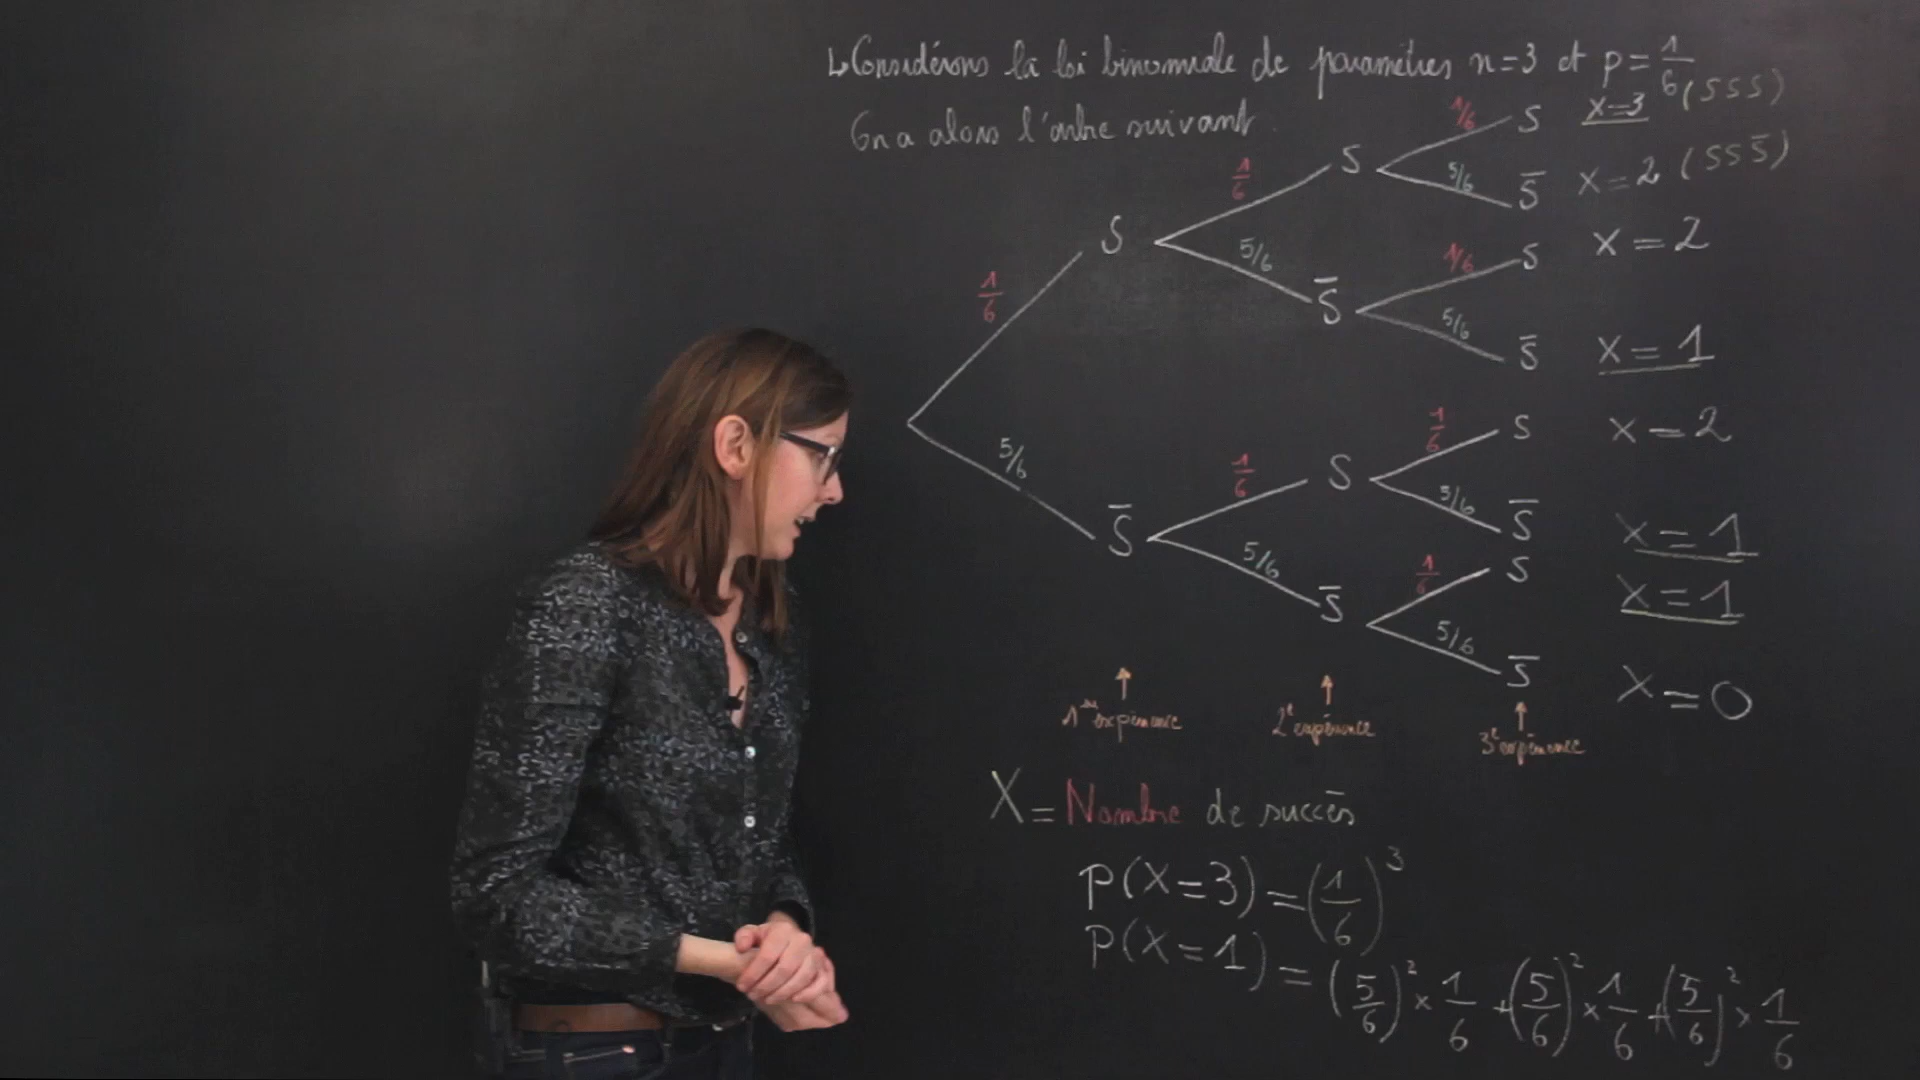 ↳ Considérons la loi binomiale de paramètres n=3 et p = 1/6
On a alors l'arbre suivant
1/6 S X=3 (S S S)
1/6 S 5/6 S̅ X=2 (S S S̅)
1/6 S 5/6 S̅ 1/6 S X=2
5/6 S̅ X=1
1/6 S X=2
5/6 S̅ 1/6 S 5/6 S̅ X=1
5/6 S̅ 1/6 S X=1
5/6 S̅ X=0
↑ ↑ ↑
1ère expérience 2e expérience 3e expérience
X = Nombre de succès
P(X=3) = (1/6)³
P(X=1) = (5/6)² × 1/6 + (5/6)² × 1/6 + (5/6)² × 1/6